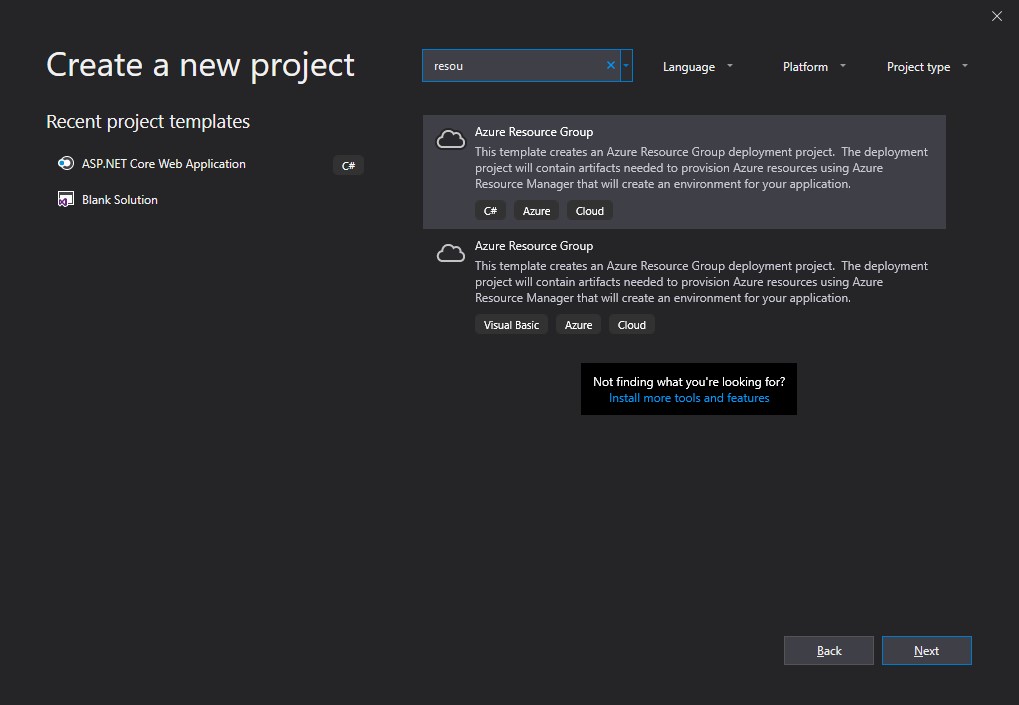 Create a new project
resou
Language
Platform
Project type
Recent project templates
ASP.NET Core Web Application
C#
Blank Solution
Azure Resource Group
This template creates an Azure Resource Group deployment project.  The deployment
project will contain artifacts needed to provision Azure resources using Azure
Resource Manager that will create an environment for your application.
C# Azure Cloud
Azure Resource Group
This template creates an Azure Resource Group deployment project.  The deployment
project will contain artifacts needed to provision Azure resources using Azure
Resource Manager that will create an environment for your application.
Visual Basic Azure Cloud
Not finding what you're looking for?
Install more tools and features
Back
Next